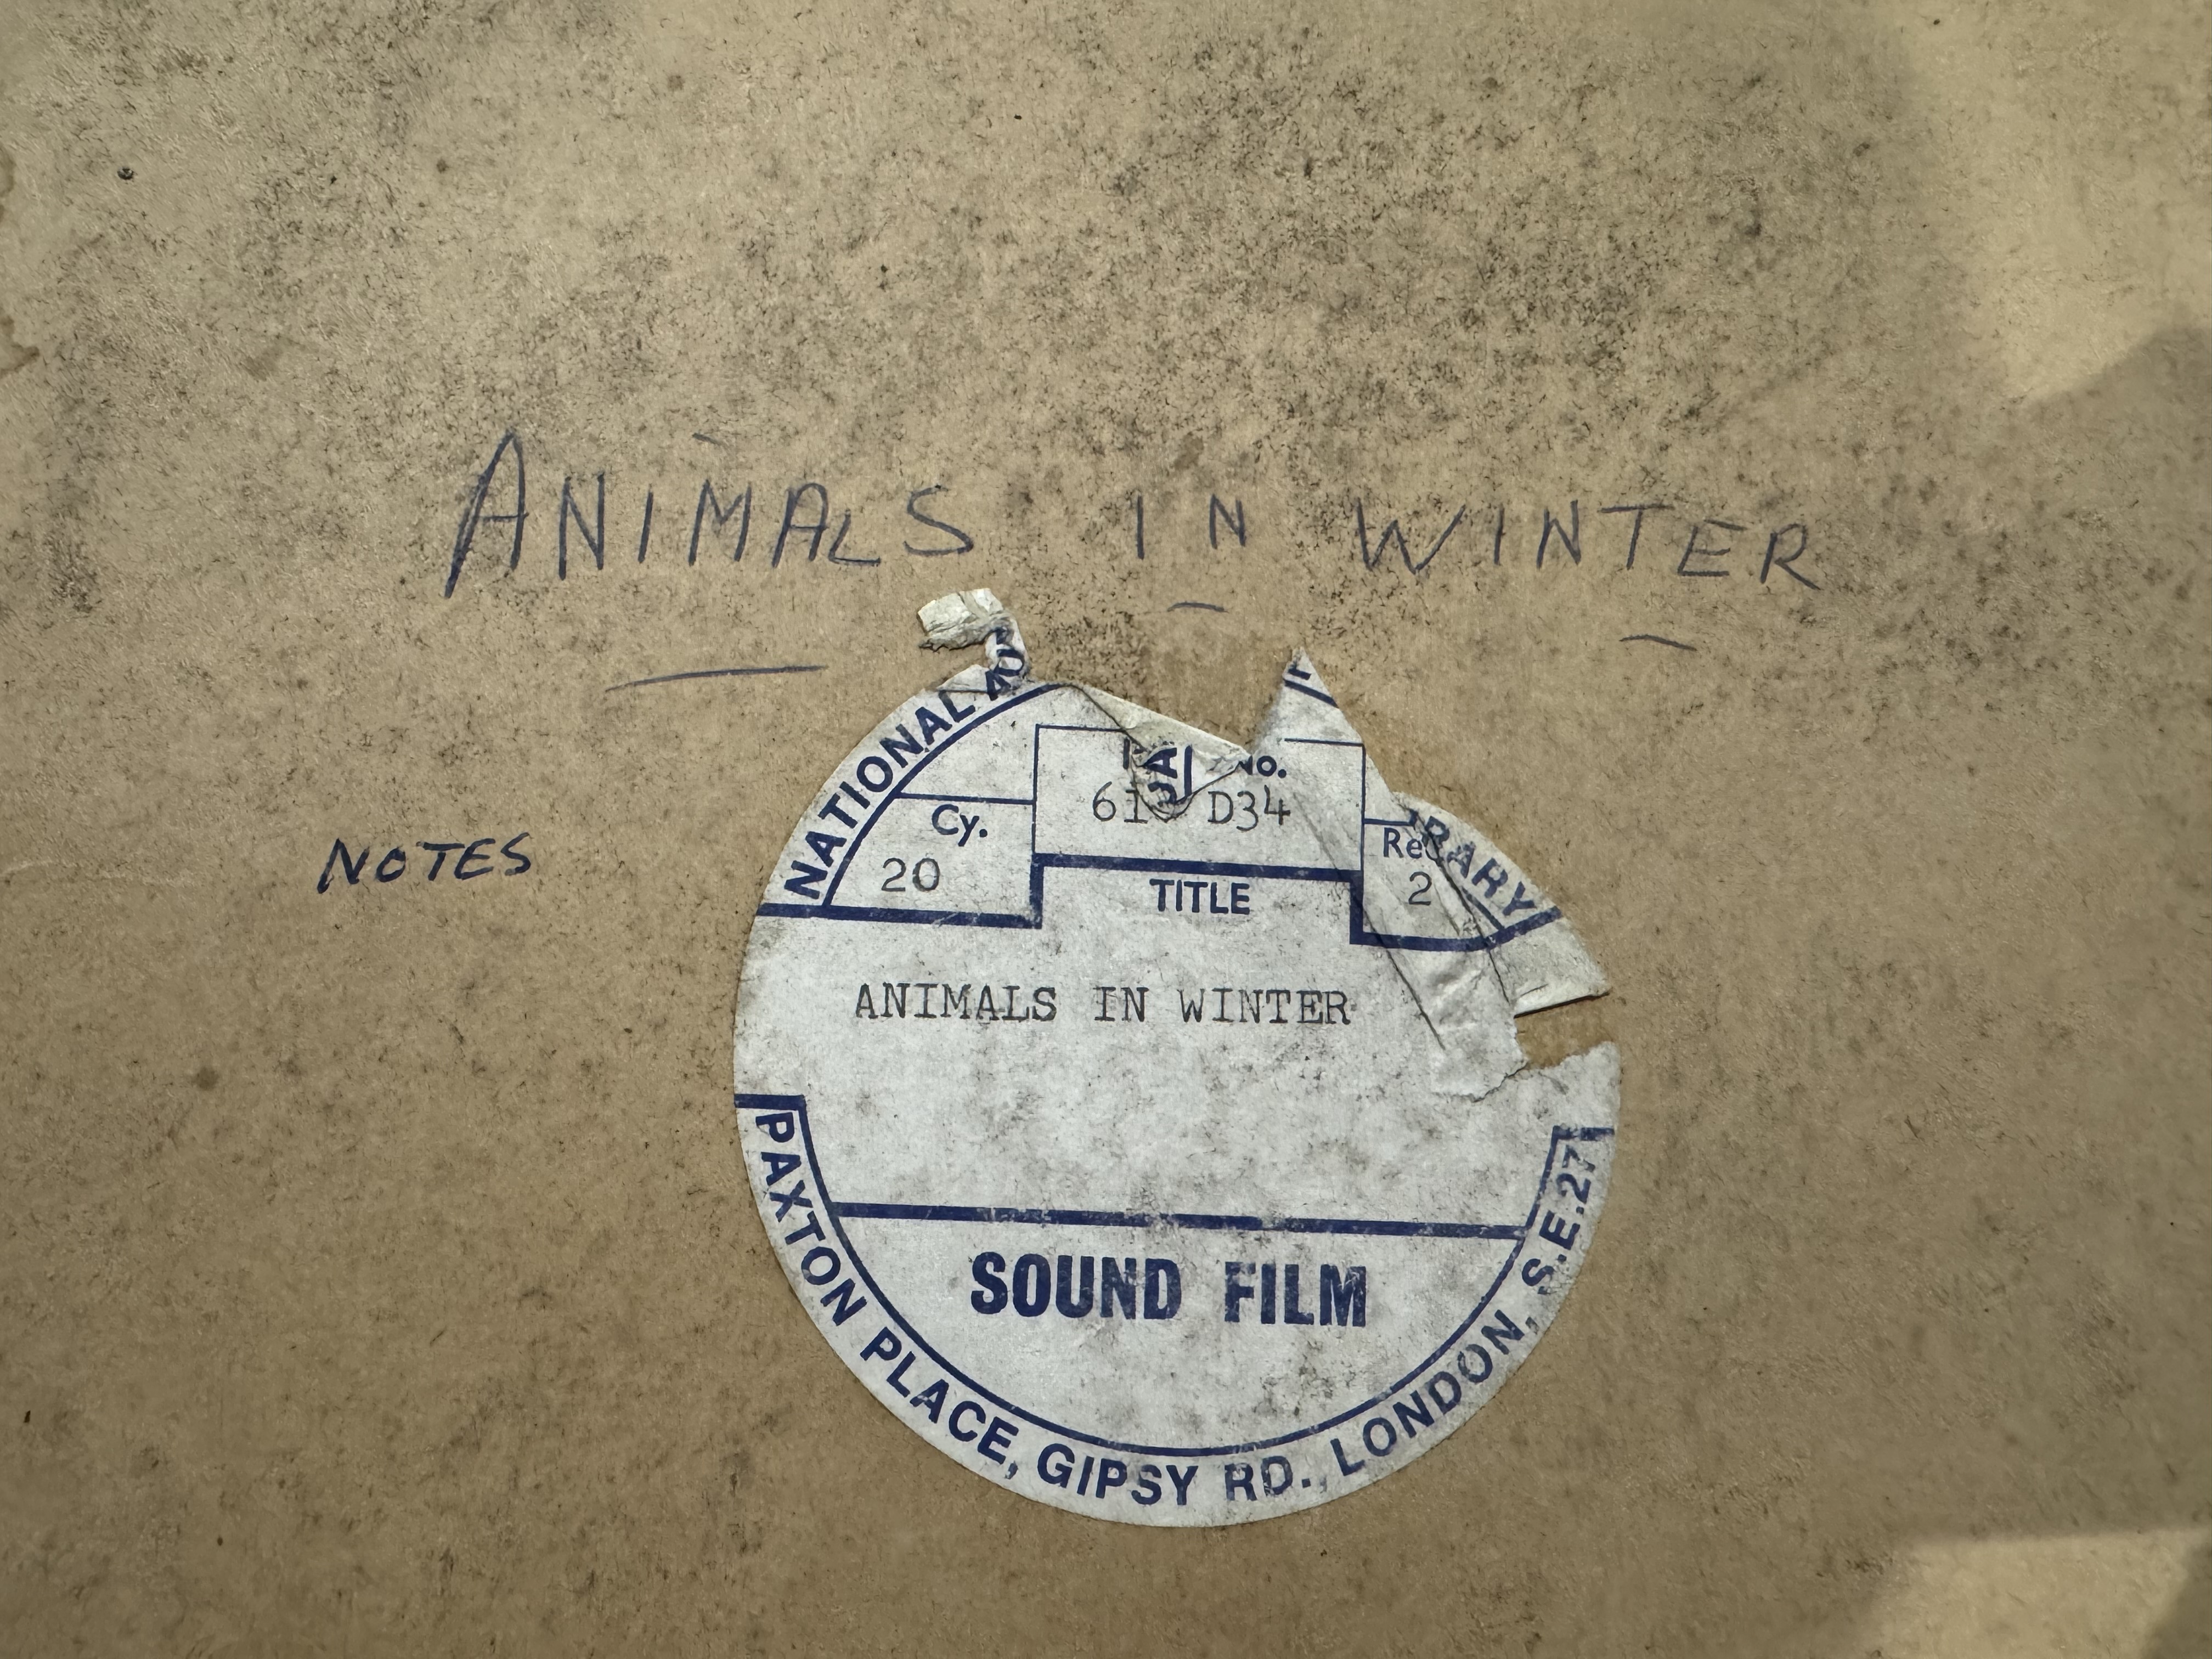 ANIMALS IN WINTER
NOTES
NATIONAL
No.
D34
Cy.
20
2
TITLE
ANIMALS IN WINTER
SOUND FILM
PAXTON PLACE, GIPSY RD., LONDON, S.E.27